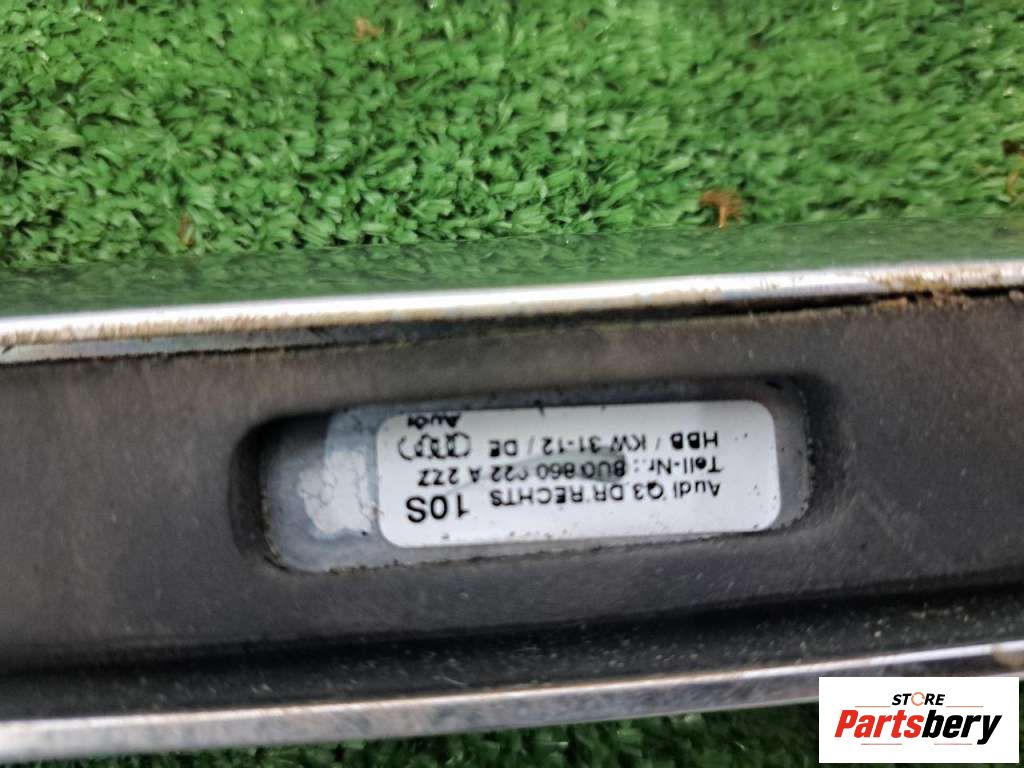 Audi Q3 DR RECHTS 10S
Teil-Nr.: 8U0 860 022 A 2ZZ
HBB / KW 31-12 / DE
Audi
STORE
Partsbery